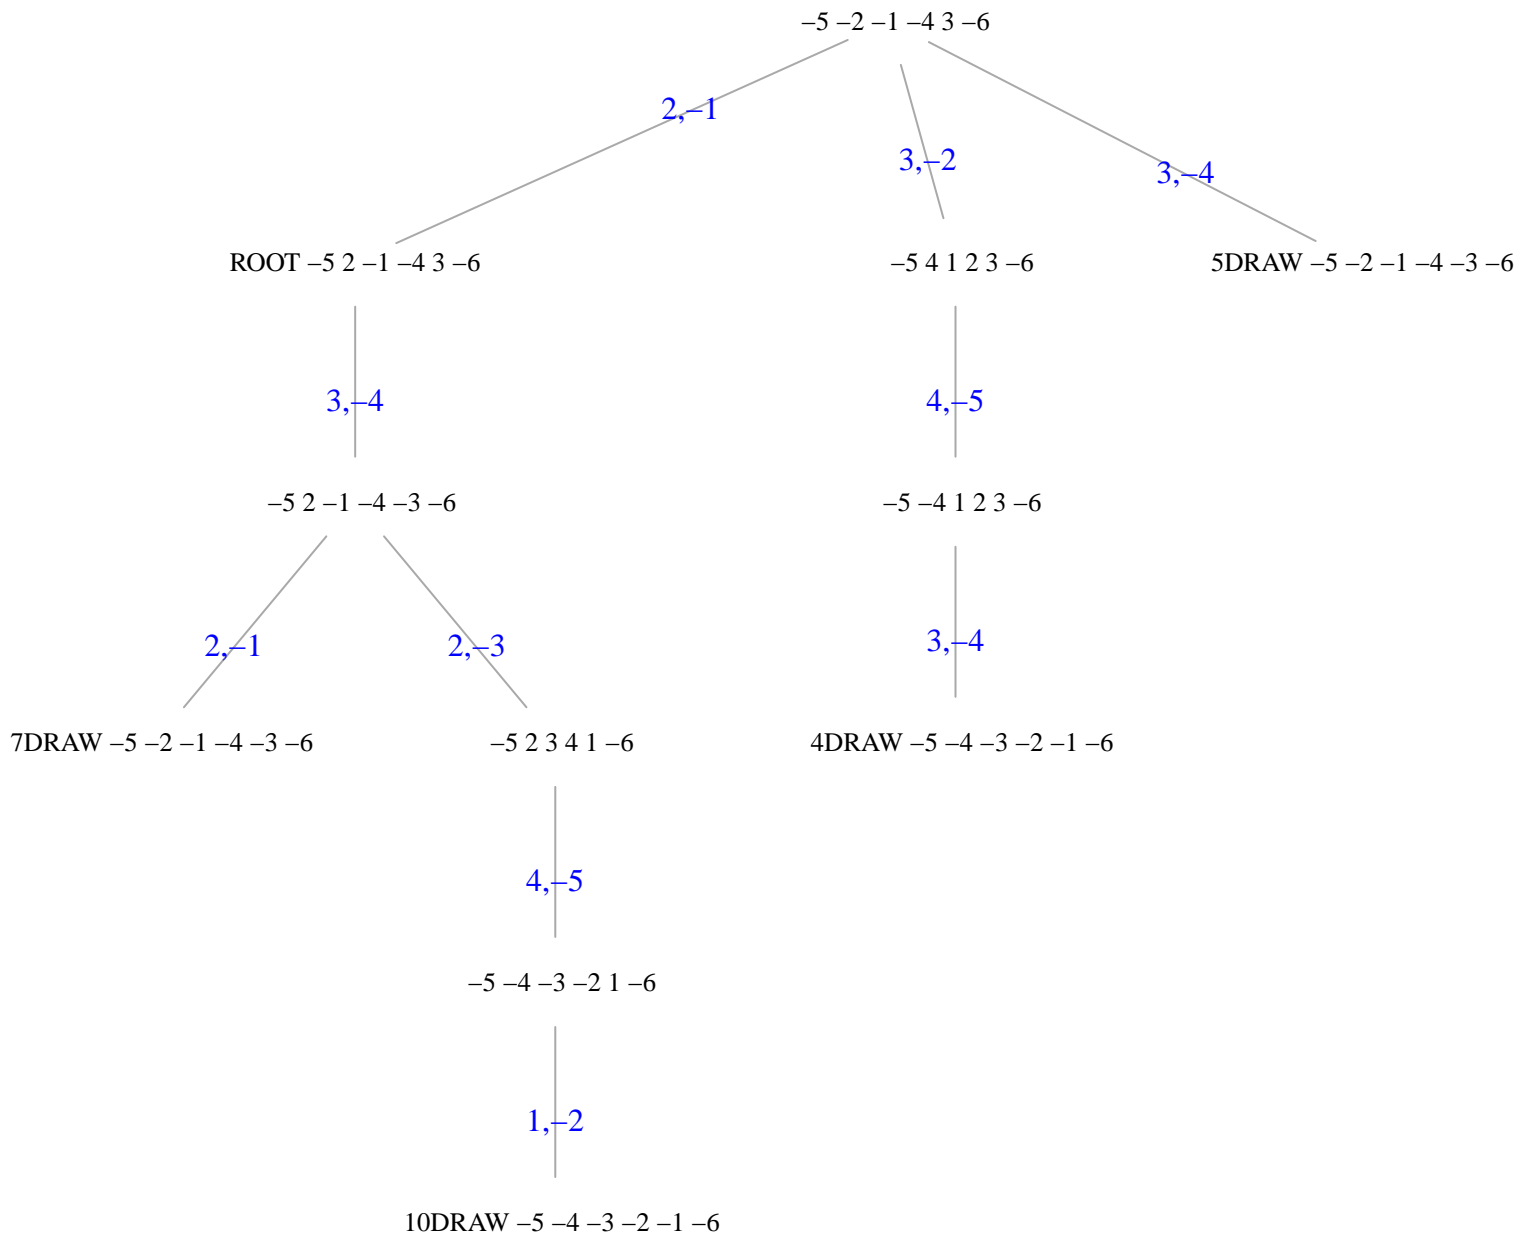 –5 –2 –1 –4 3 –6
2,–1
3,–2
3,–4
ROOT –5 2 –1 –4 3 –6
–5 4 1 2 3 –6
5DRAW –5 –2 –1 –4 –3 –6
3,–4
4,–5
–5 2 –1 –4 –3 –6
–5 –4 1 2 3 –6
2,–1
2,–3
3,–4
7DRAW –5 –2 –1 –4 –3 –6
–5 2 3 4 1 –6
4DRAW –5 –4 –3 –2 –1 –6
4,–5
–5 –4 –3 –2 1 –6
1,–2
10DRAW –5 –4 –3 –2 –1 –6